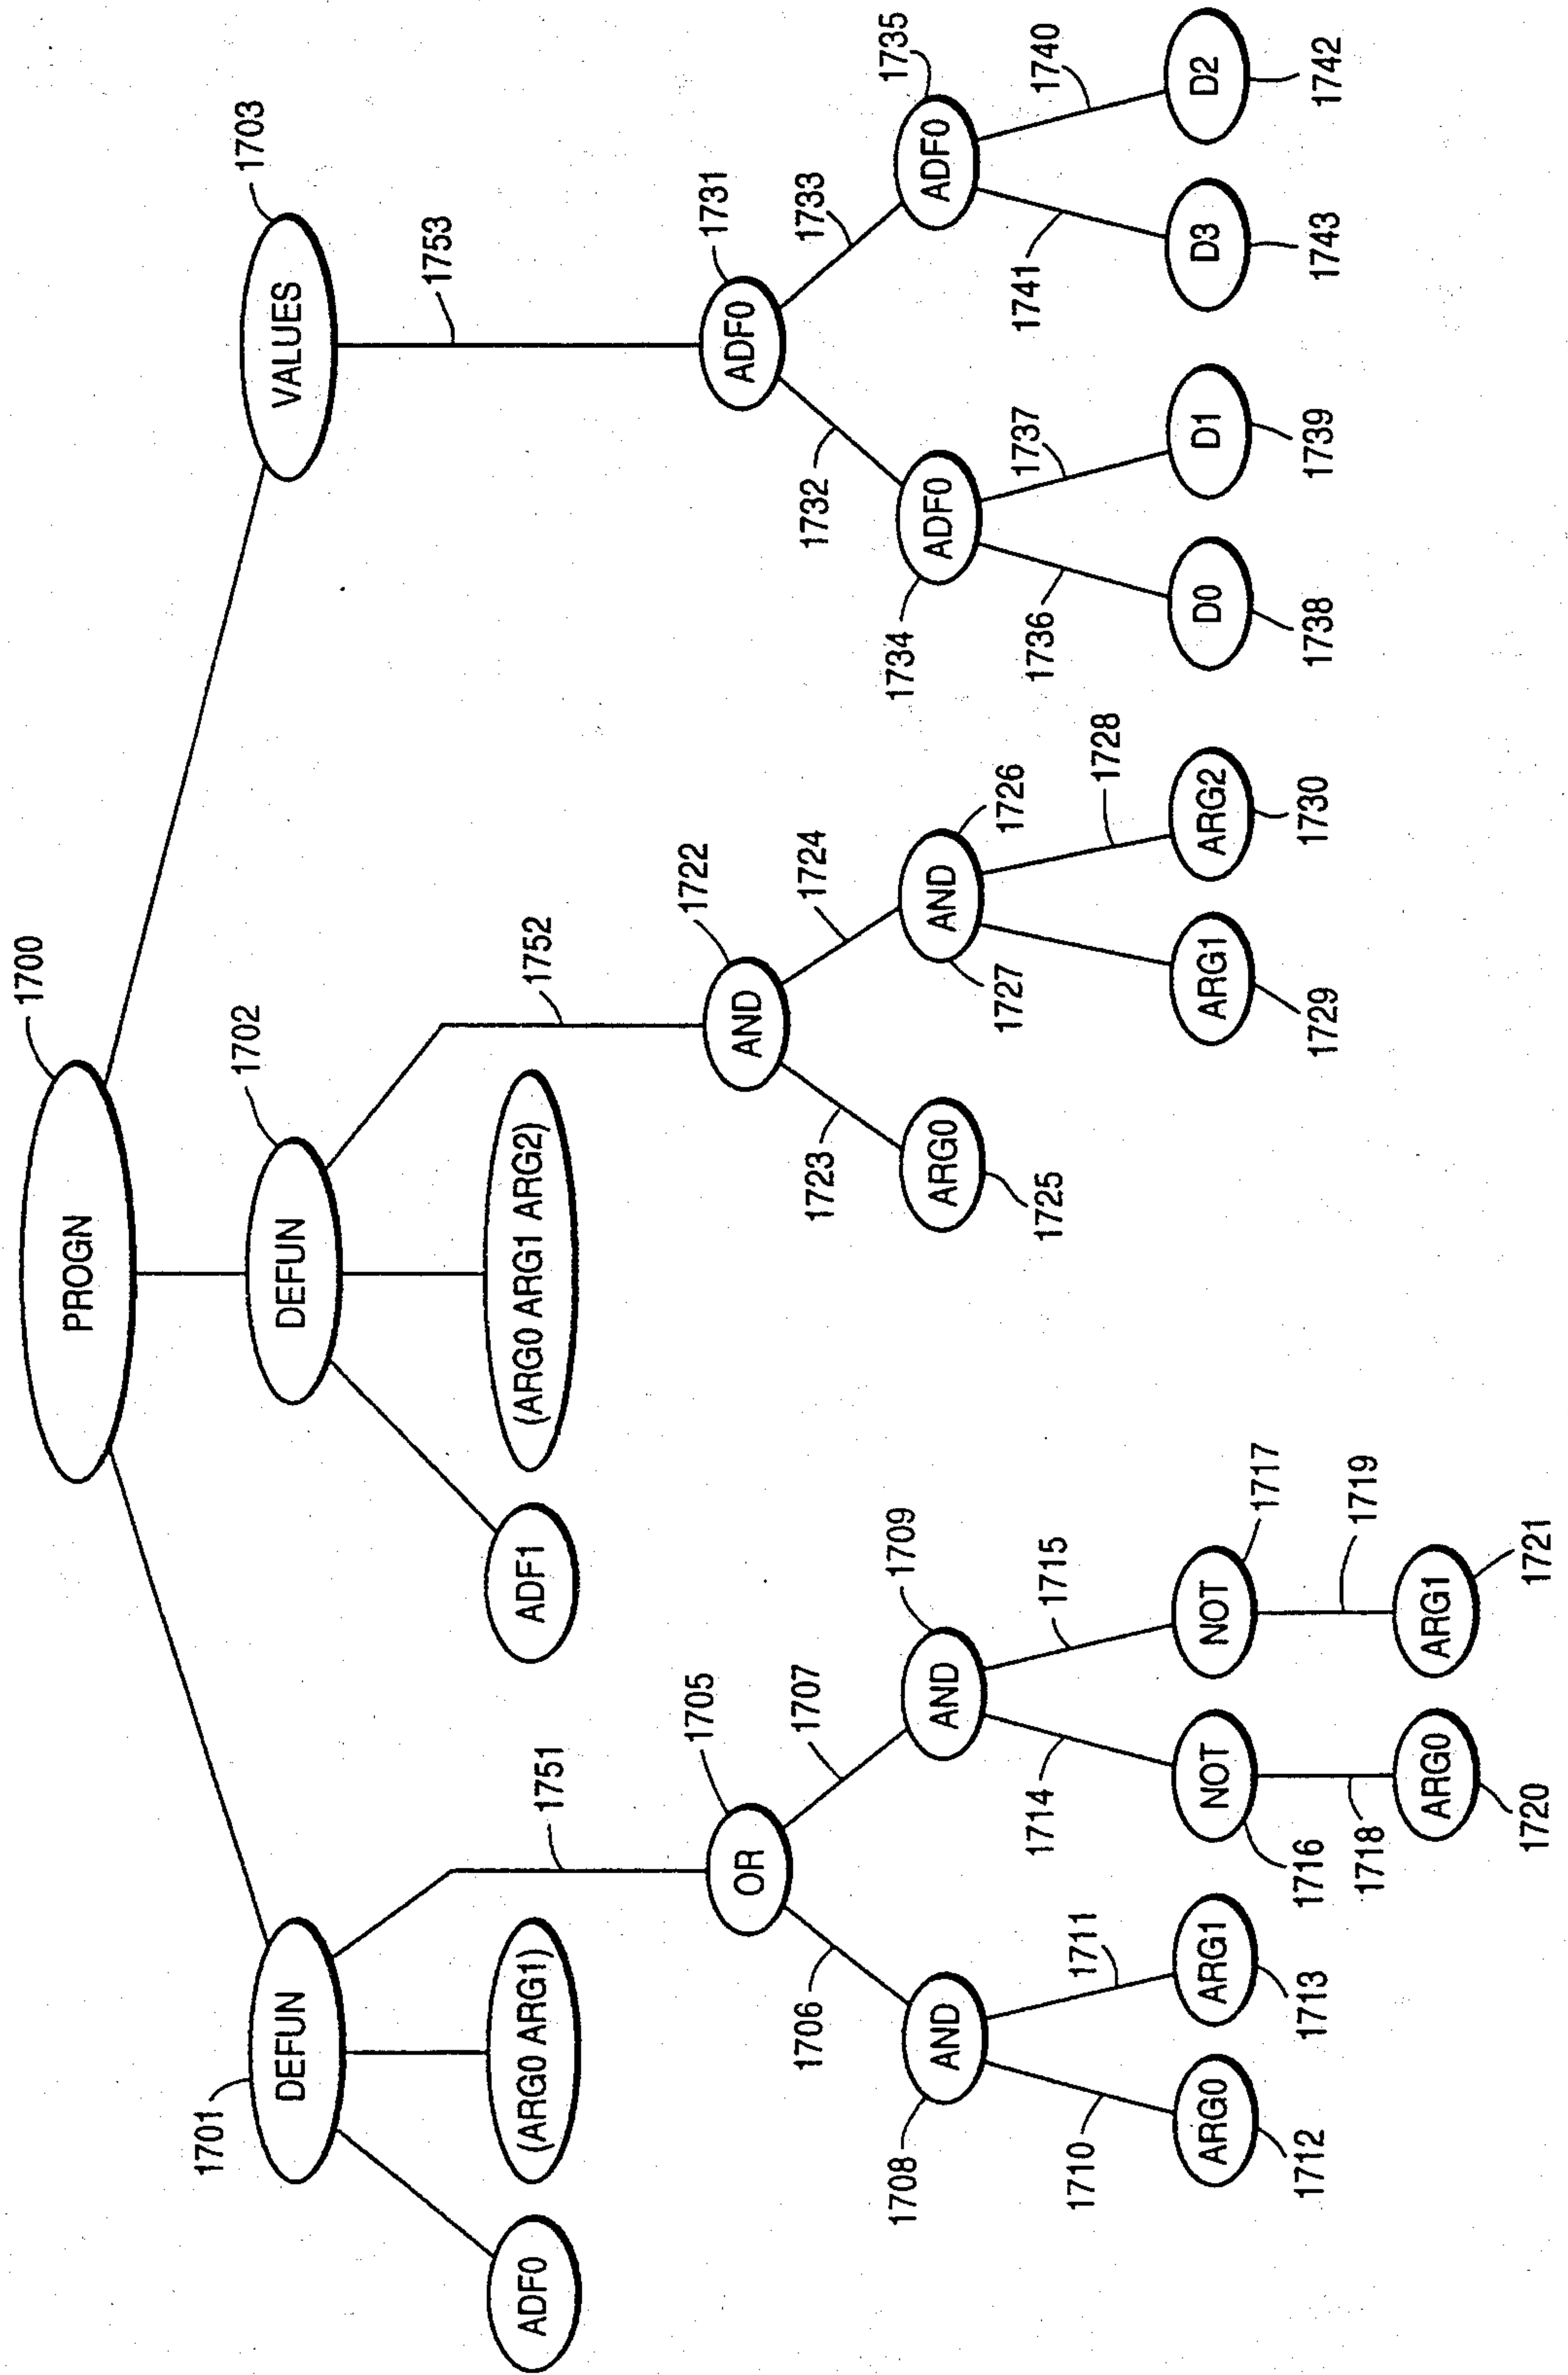 PROGN
1700
DEFUN
1701
DEFUN
1702
VALUES
1703
ADF0
(ARG0 ARG1)
1751
ADF1
(ARG0 ARG1 ARG2)
1752
1753
OR
1705
AND
1722
ADF0
1731
1706
1707
1723
1724
1732
1733
AND
1708
AND
1709
ARG0
1725
AND
1726
1727
ADF0
1734
ADF0
1735
1710
1711
1714
1715
1728
1736
1737
1741
1740
ARG0
1712
ARG1
1713
NOT
1716
NOT
1717
ARG1
1729
ARG2
1730
D0
1738
D1
1739
D3
1743
D2
1742
1718
1719
ARG0
1720
ARG1
1721